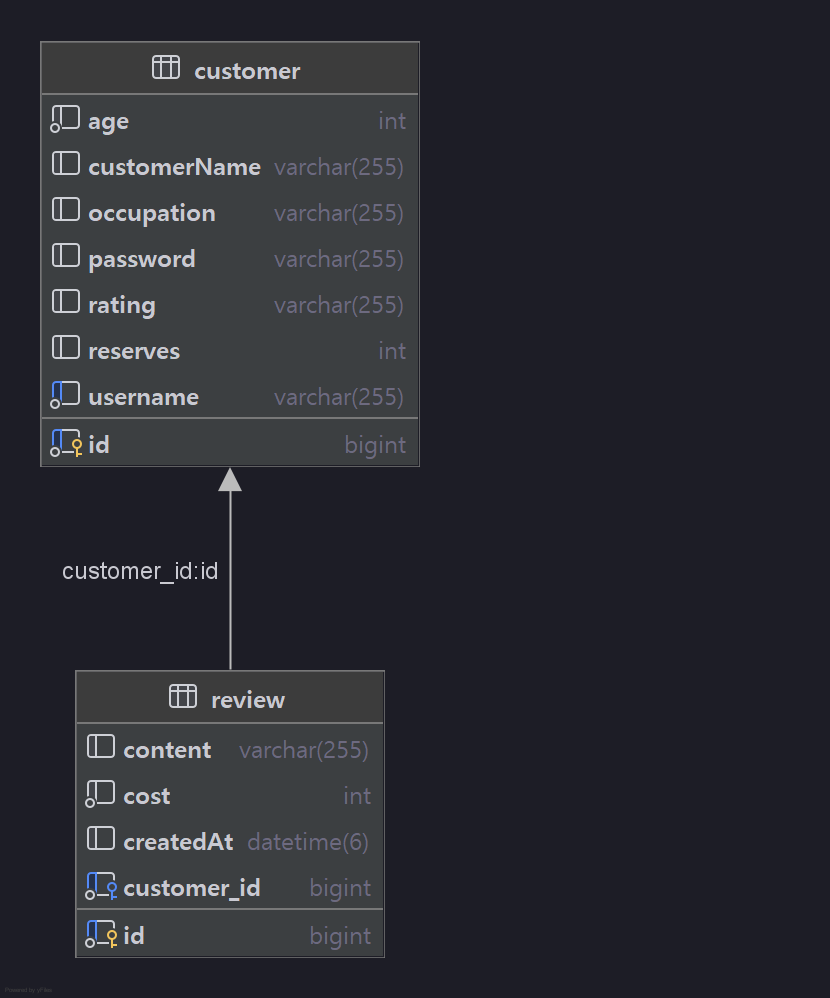 customer
age int
customerName varchar(255)
occupation varchar(255)
password varchar(255)
rating varchar(255)
reserves int
username varchar(255)
id bigint
customer_id:id
review
content varchar(255)
cost int
createdAt datetime(6)
customer_id bigint
id bigint
Powered by yFiles